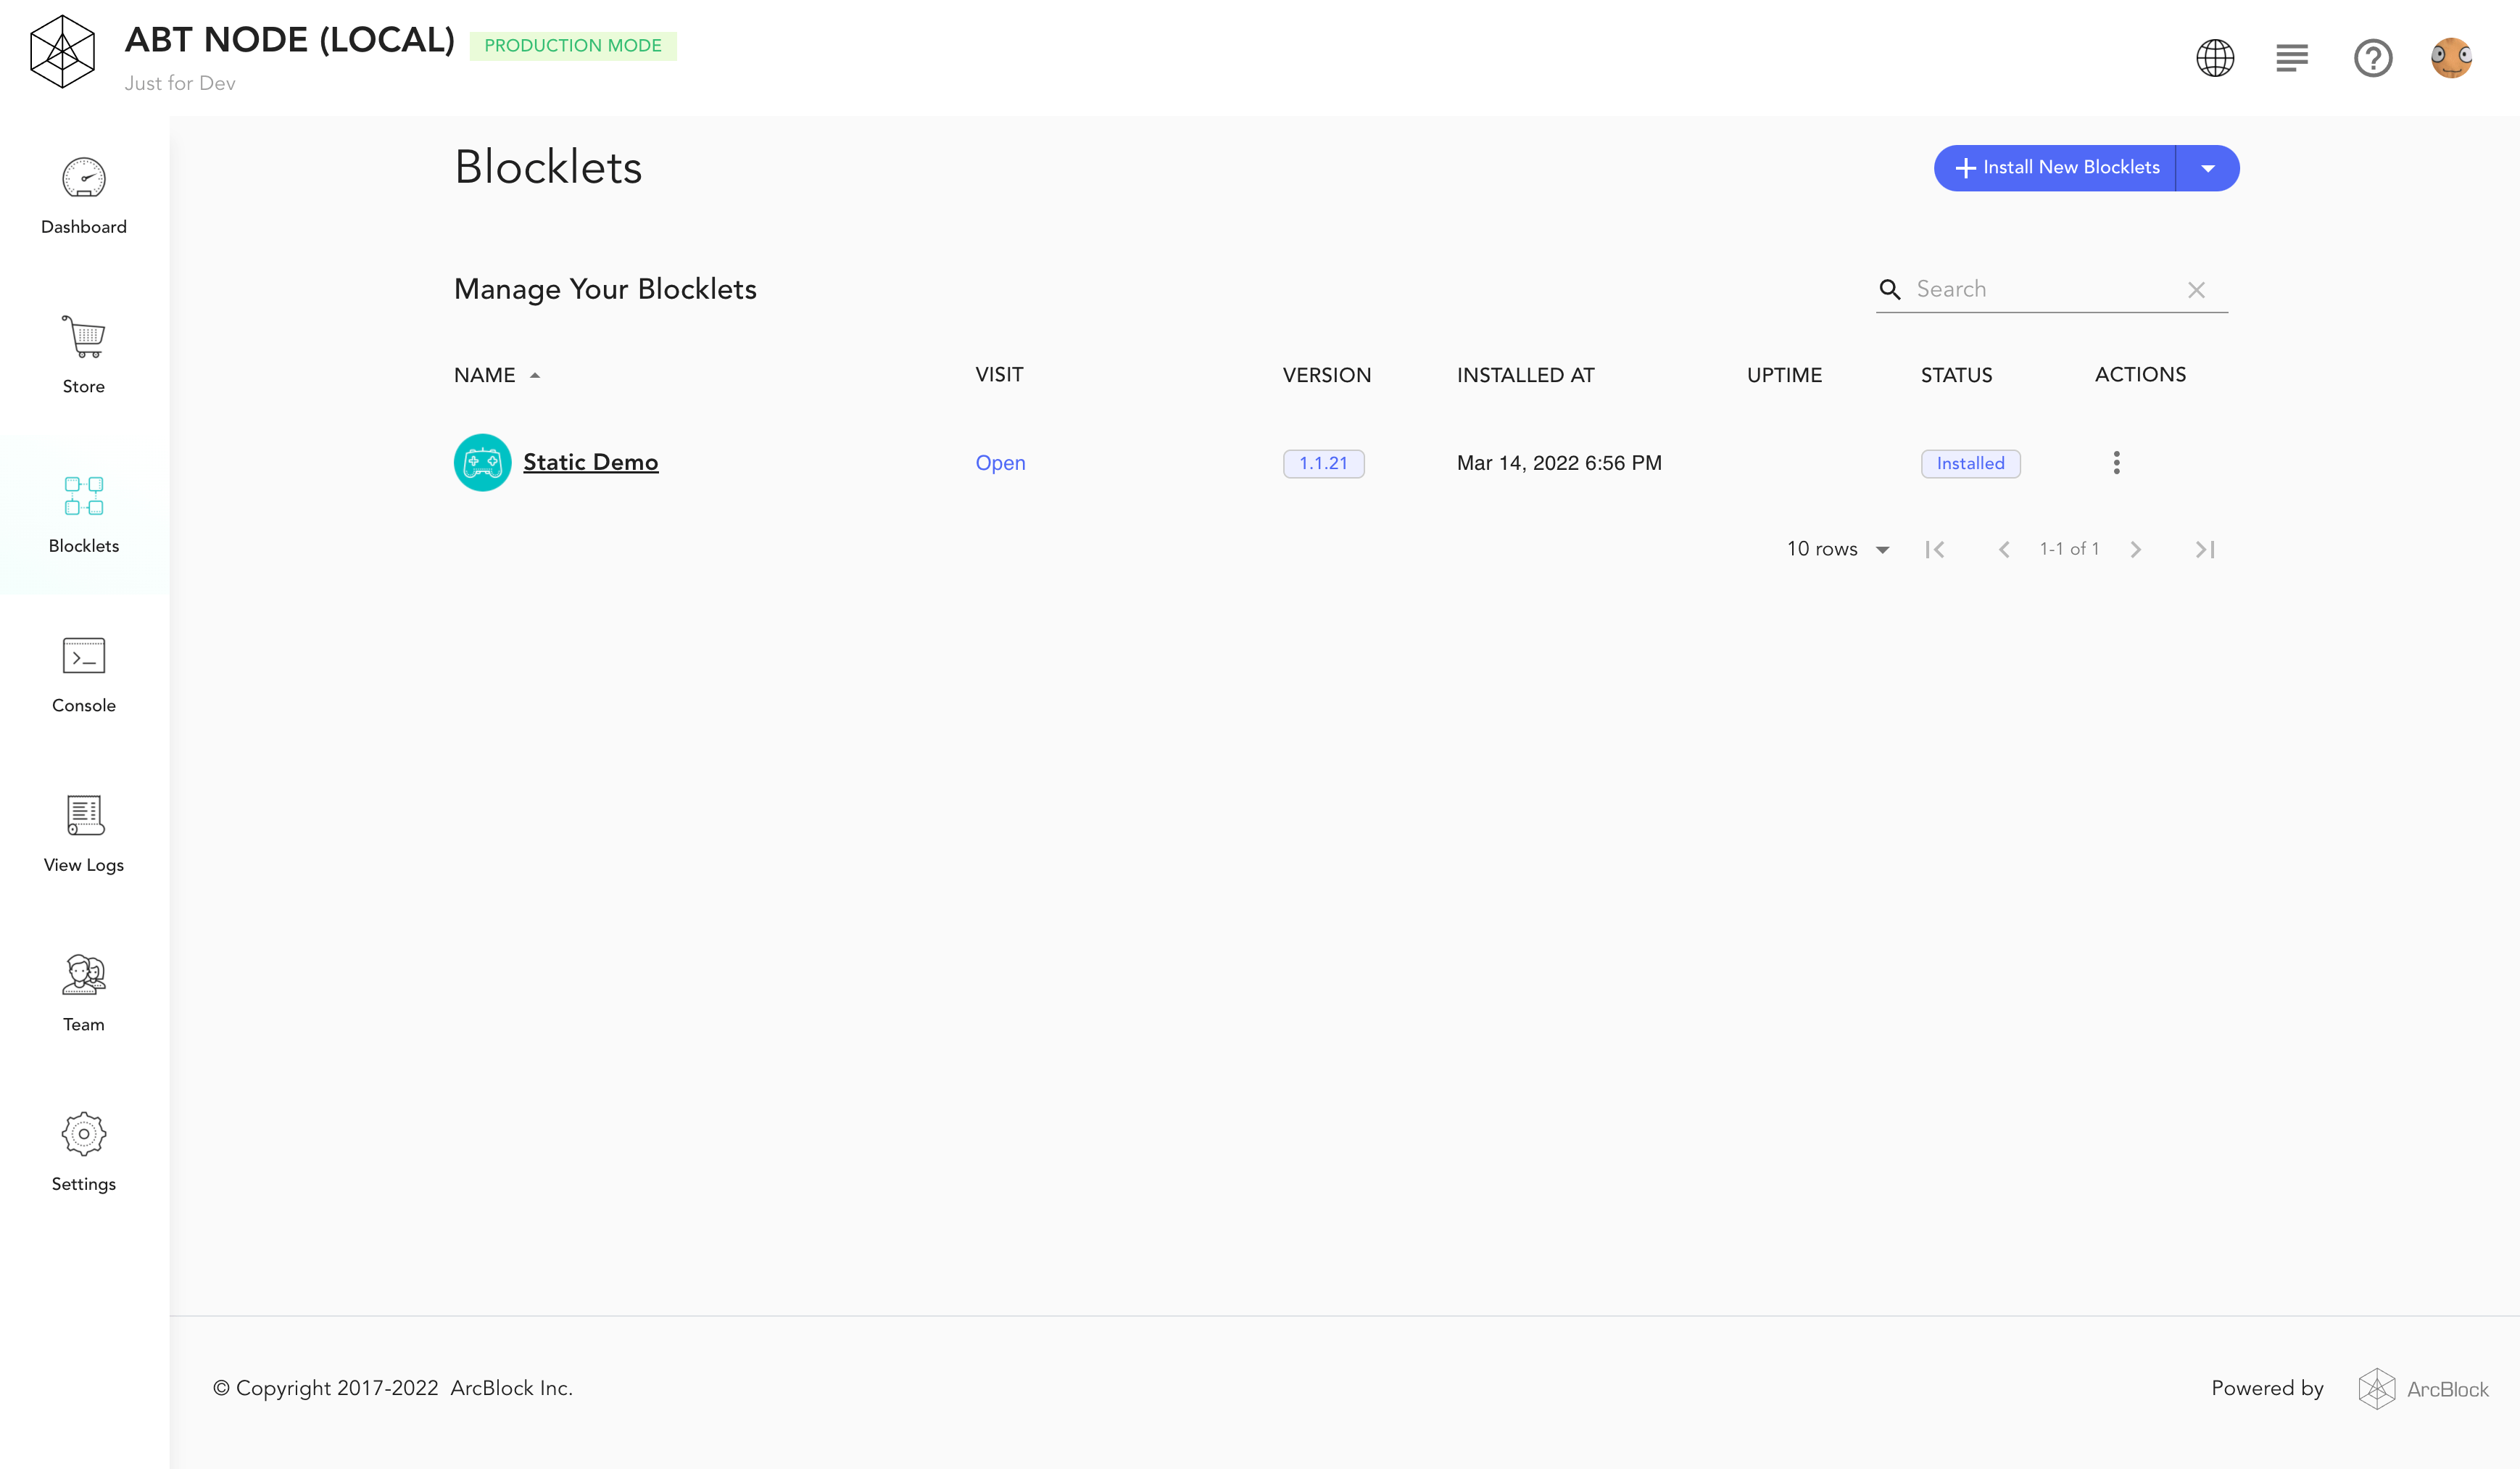 ABT NODE (LOCAL) PRODUCTION MODE
Just for Dev
Dashboard
Store
Blocklets
Console
View Logs
Team
Settings
Blocklets
Install New Blocklets
Manage Your Blocklets
Search
NAME VISIT VERSION INSTALLED AT UPTIME STATUS ACTIONS
Static Demo Open 1.1.21 Mar 14, 2022 6:56 PM Installed
10 rows 1-1 of 1
© Copyright 2017-2022 ArcBlock Inc.
Powered by ArcBlock